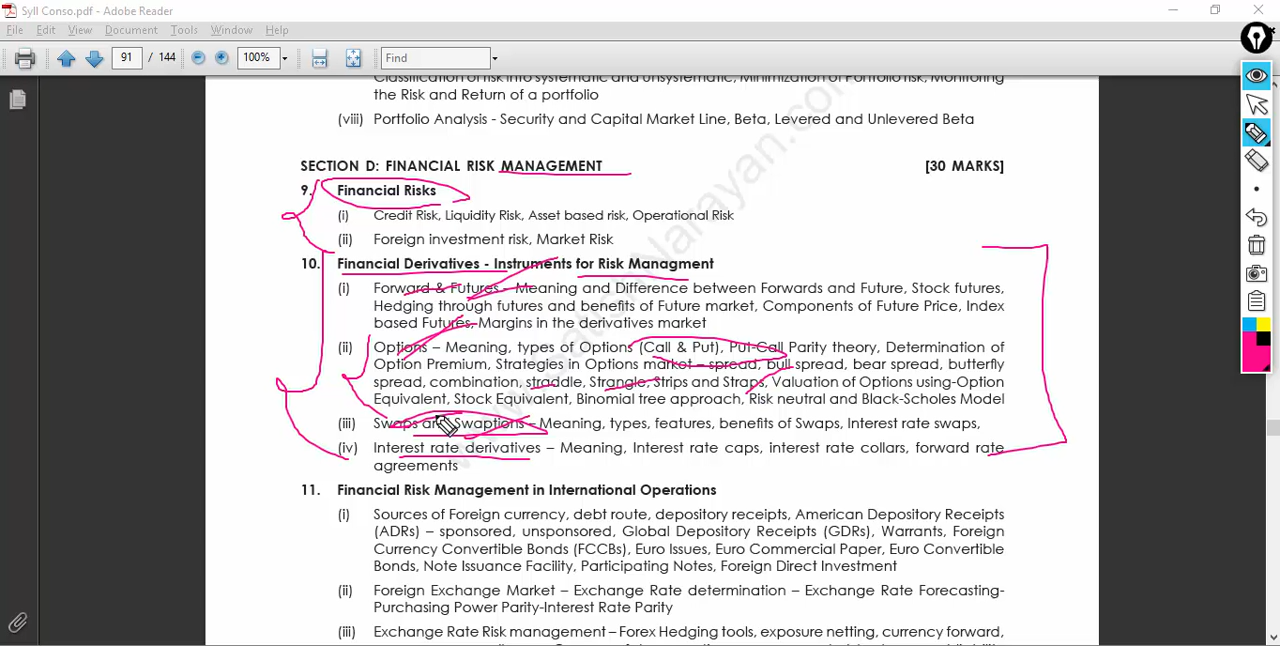 Syll Conso.pdf - Adobe Reader
File Edit View Document Tools Window Help
91 / 144 100% Find
Classification of risk into systematic and unsystematic, Minimization of Portfolio risk, Monitoring
the Risk and Return of a portfolio
(viii) Portfolio Analysis - Security and Capital Market Line, Beta, Levered and Unlevered Beta
SECTION D: FINANCIAL RISK MANAGEMENT [30 MARKS]
9. Financial Risks
(i) Credit Risk, Liquidity Risk, Asset based risk, Operational Risk
(ii) Foreign investment risk, Market Risk
10. Financial Derivatives - Instruments for Risk Managment
(i) Forward & Futures - Meaning and Difference between Forwards and Future, Stock futures,
Hedging through futures and benefits of Future market, Components of Future Price, Index
based Futures, Margins in the derivatives market
(ii) Options – Meaning, types of Options (Call & Put), Put-Call Parity theory, Determination of
Option Premium, Strategies in Options market – spread, bull spread, bear spread, butterfly
spread, combination, straddle, Strangle, Strips and Straps, Valuation of Options using-Option
Equivalent, Stock Equivalent, Binomial tree approach, Risk neutral and Black-Scholes Model
(iii) Swaps and Swaptions – Meaning, types, features, benefits of Swaps, Interest rate swaps,
(iv) Interest rate derivatives – Meaning, Interest rate caps, interest rate collars, forward rate
agreements
11. Financial Risk Management in International Operations
(i) Sources of Foreign currency, debt route, depository receipts, American Depository Receipts
(ADRs) – sponsored, unsponsored, Global Depository Receipts (GDRs), Warrants, Foreign
Currency Convertible Bonds (FCCBs), Euro Issues, Euro Commercial Paper, Euro Convertible
Bonds, Note Issuance Facility, Participating Notes, Foreign Direct Investment
(ii) Foreign Exchange Market – Exchange Rate determination – Exchange Rate Forecasting-
Purchasing Power Parity-Interest Rate Parity
(iii) Exchange Rate Risk management – Forex Hedging tools, exposure netting, currency forward,